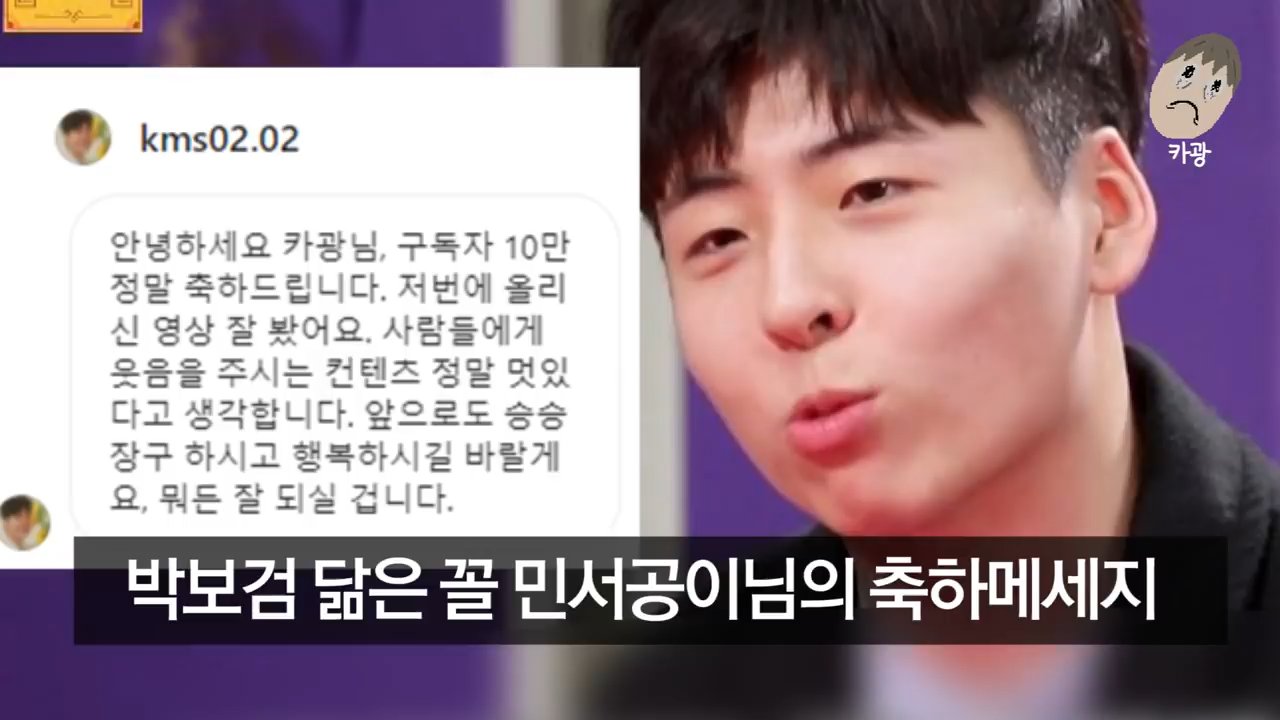 kms02.02
안녕하세요 카광님, 구독자 10만
정말 축하드립니다. 저번에 올리
신 영상 잘 봤어요. 사람들에게
웃음을 주시는 컨텐츠 정말 멋있
다고 생각합니다. 앞으로도 승승
장구 하시고 행복하시길 바랄게
요, 뭐든 잘 되실 겁니다.
카광
박보검 닮은 꼴 민서공이님의 축하메세지